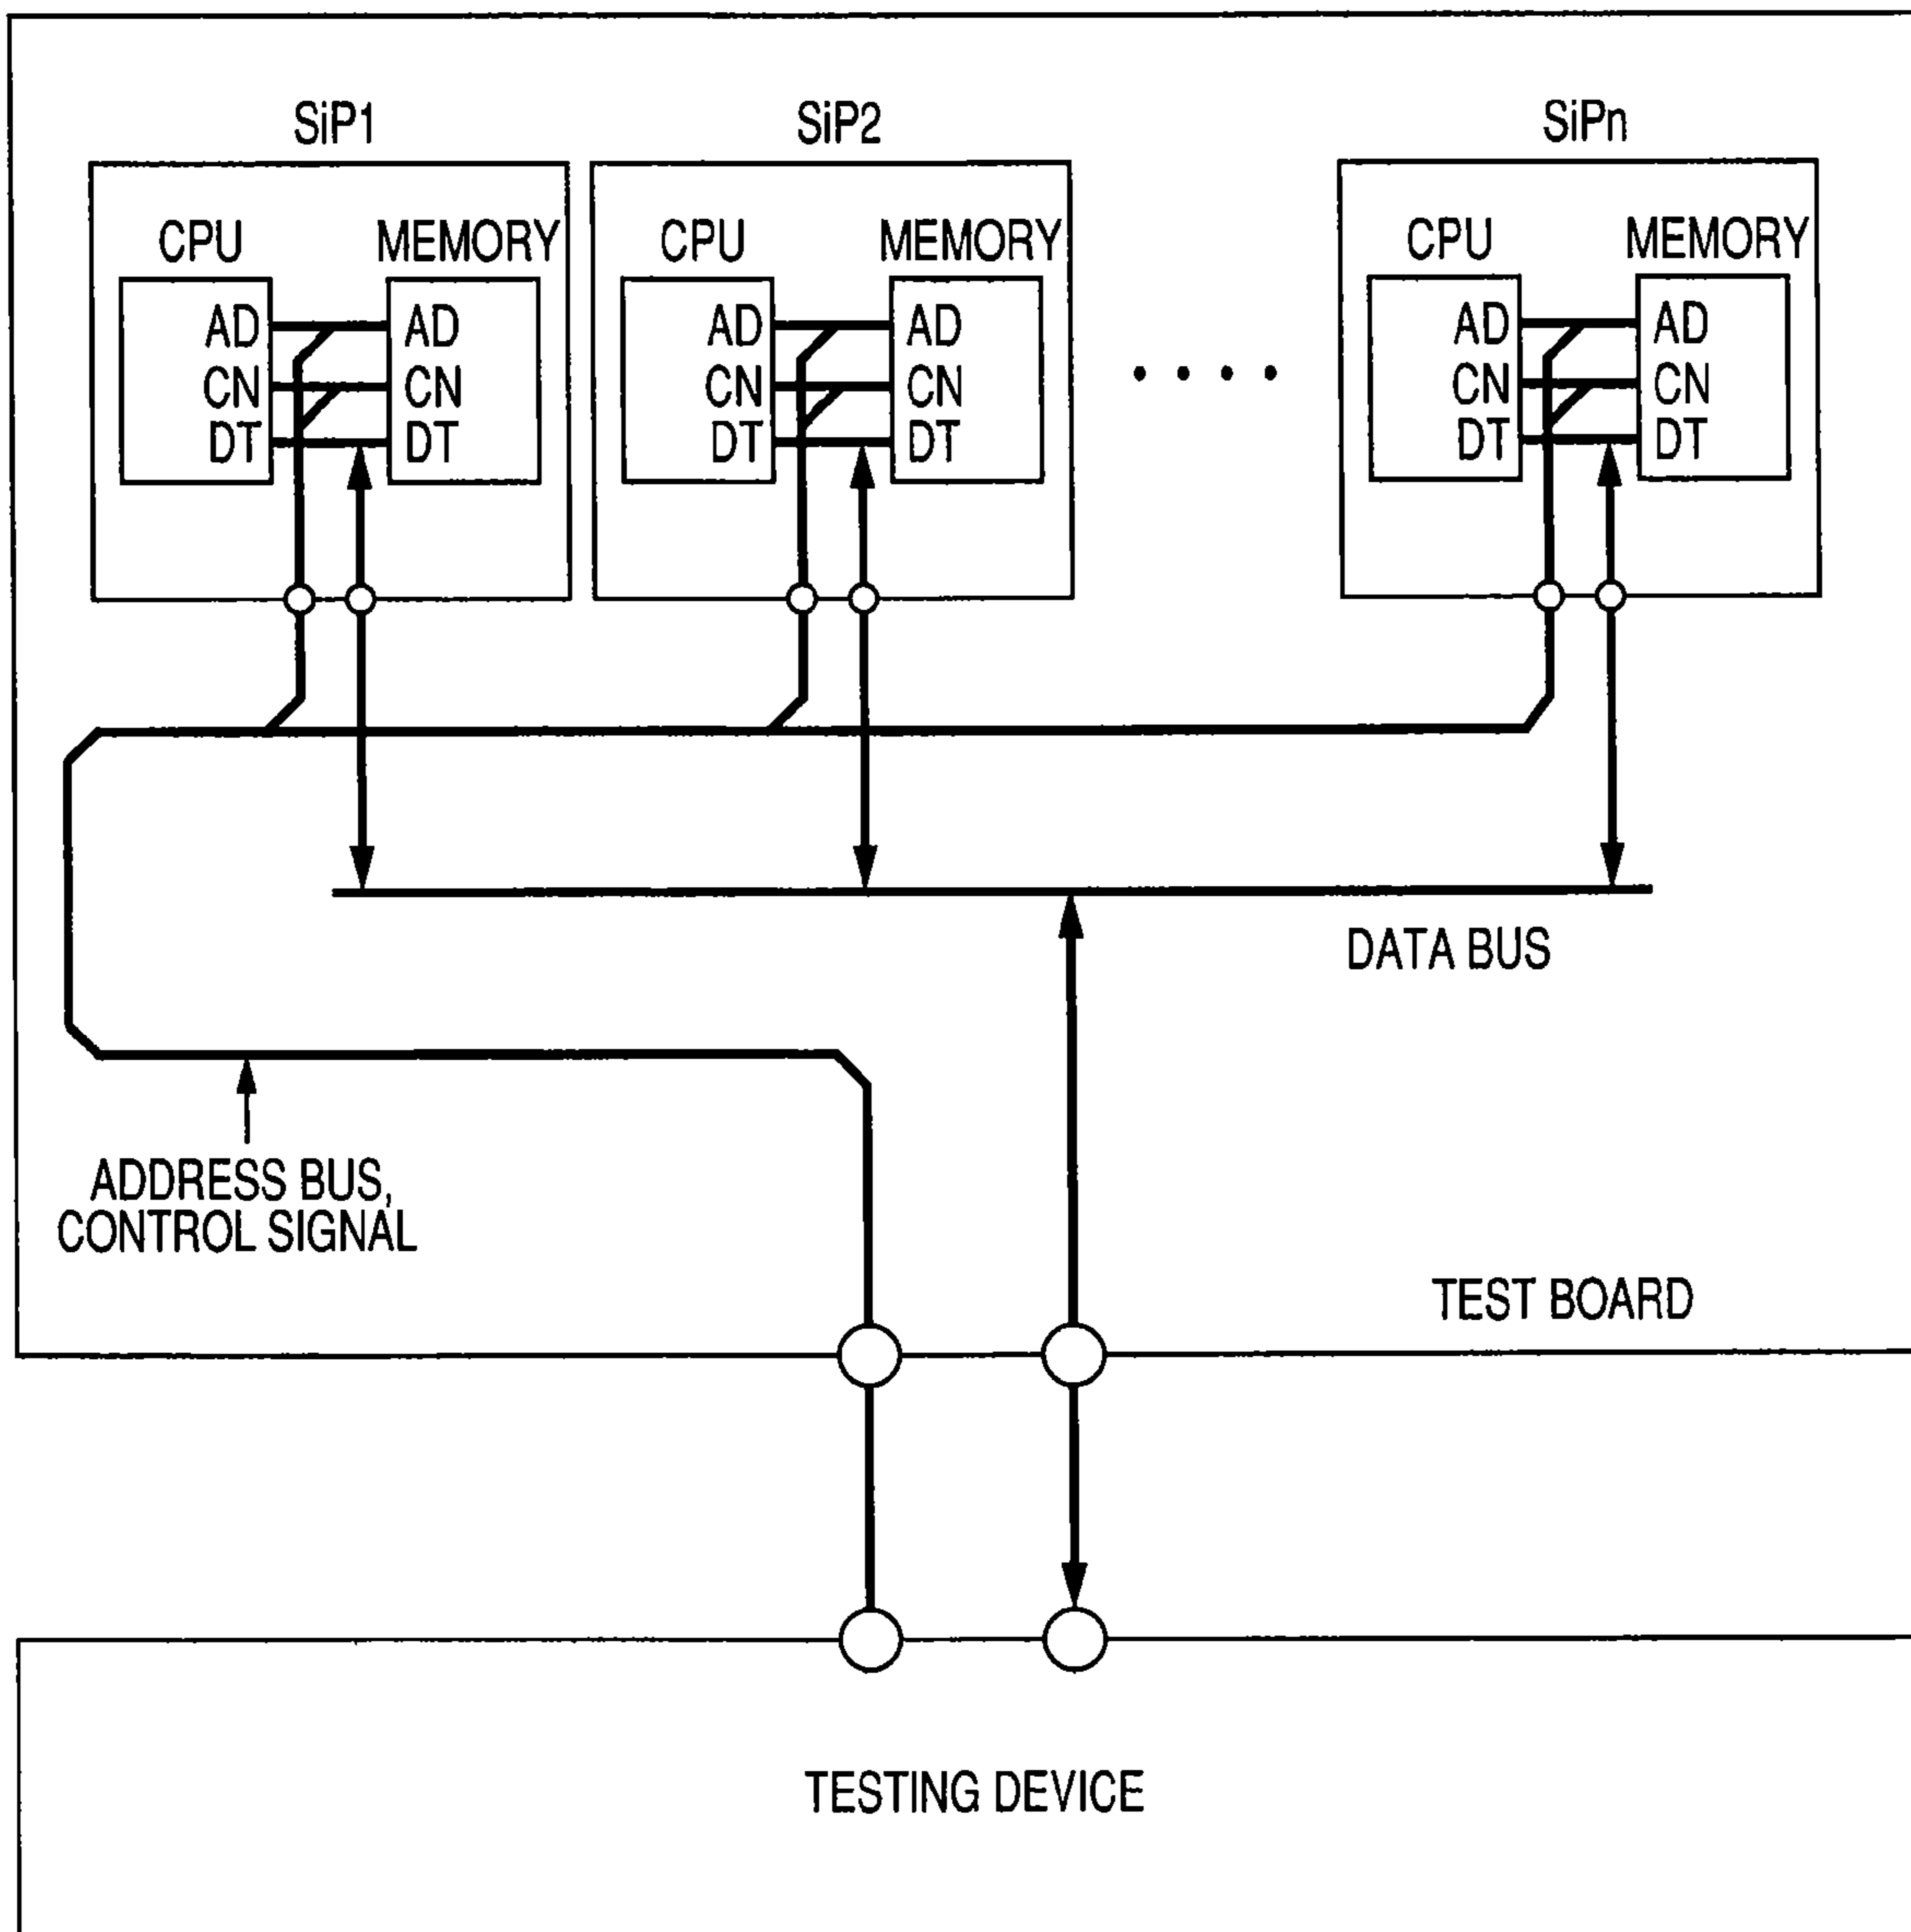 SiP1
SiP2
SiPn
CPU
MEMORY
CPU
MEMORY
CPU
MEMORY
AD
CN
DT
AD
CN
DT
AD
CN
DT
AD
CN
DT
AD
CN
DT
AD
CN
DT
DATA BUS
ADDRESS BUS,
CONTROL SIGNAL
TEST BOARD
TESTING DEVICE